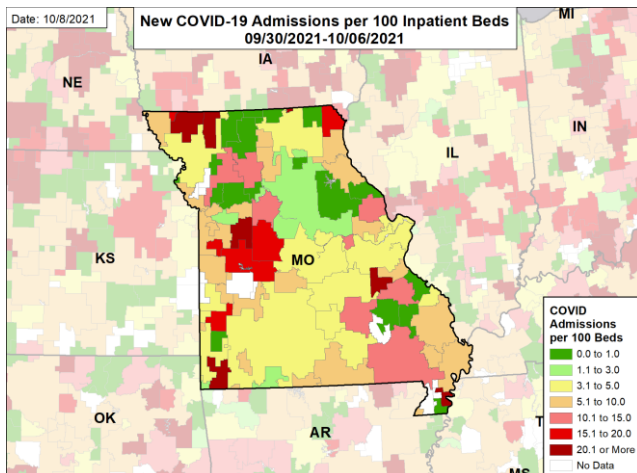 Date: 10/8/2021
New COVID-19 Admissions per 100 Inpatient Beds
09/30/2021-10/06/2021
MI
NE
IA
IN
IL
KS
MO
OK
AR
MS
COVID
Admissions
per 100 Beds
0.0 to 1.0
1.1 to 3.0
3.1 to 5.0
5.1 to 10.0
10.1 to 15.0
15.1 to 20.0
20.1 or More
No Data